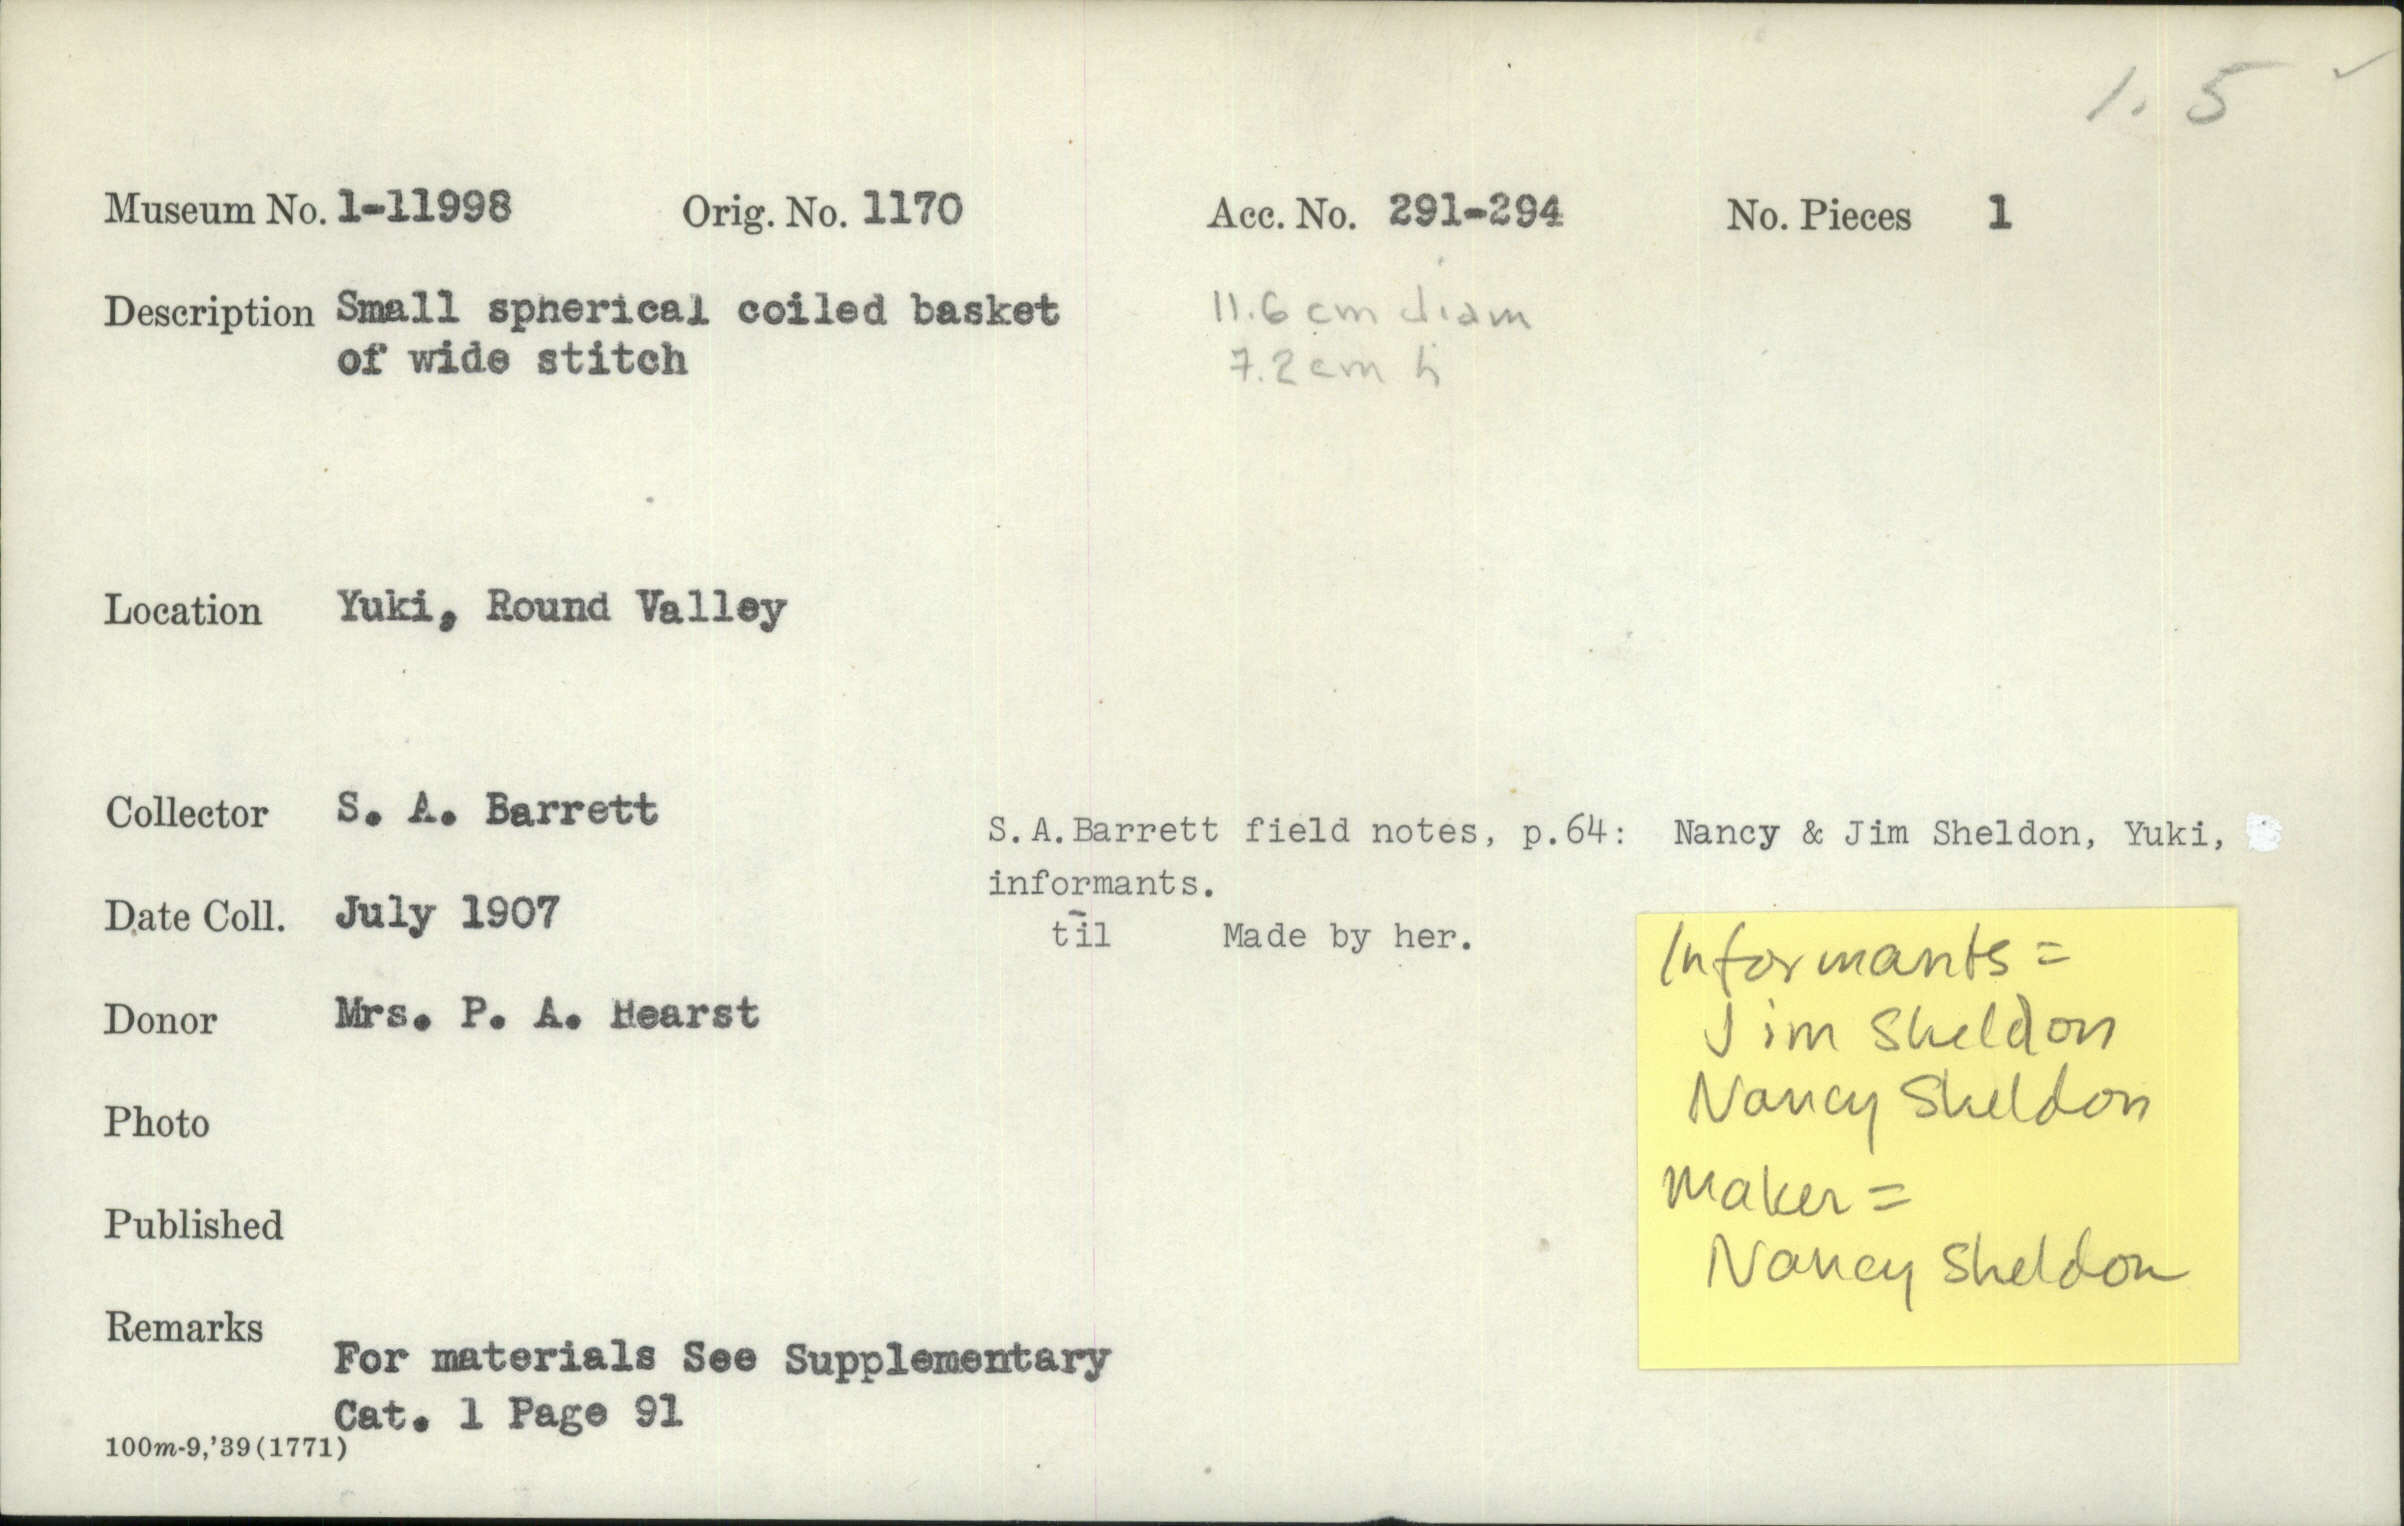 1. 5 ✓
Museum No. 1-11998 Orig. No. 1170 Acc. No. 291-294 No. Pieces 1
Description Small spherical coiled basket 11.6 cm diam
of wide stitch 7.2 cm h
Location Yuki, Round Valley
Collector S. A. Barrett
S.A.Barrett field notes, p.64: Nancy & Jim Sheldon, Yuki,
informants.
Date Coll. July 1907
tīl Made by her.
Donor Mrs. P. A. Hearst
Photo
Published
Remarks
For materials See Supplementary
Cat. 1 Page 91
100m-9,'39(1771)
Informants =
Jim Sheldon
Nancy Sheldon
Maker =
Nancy Sheldon